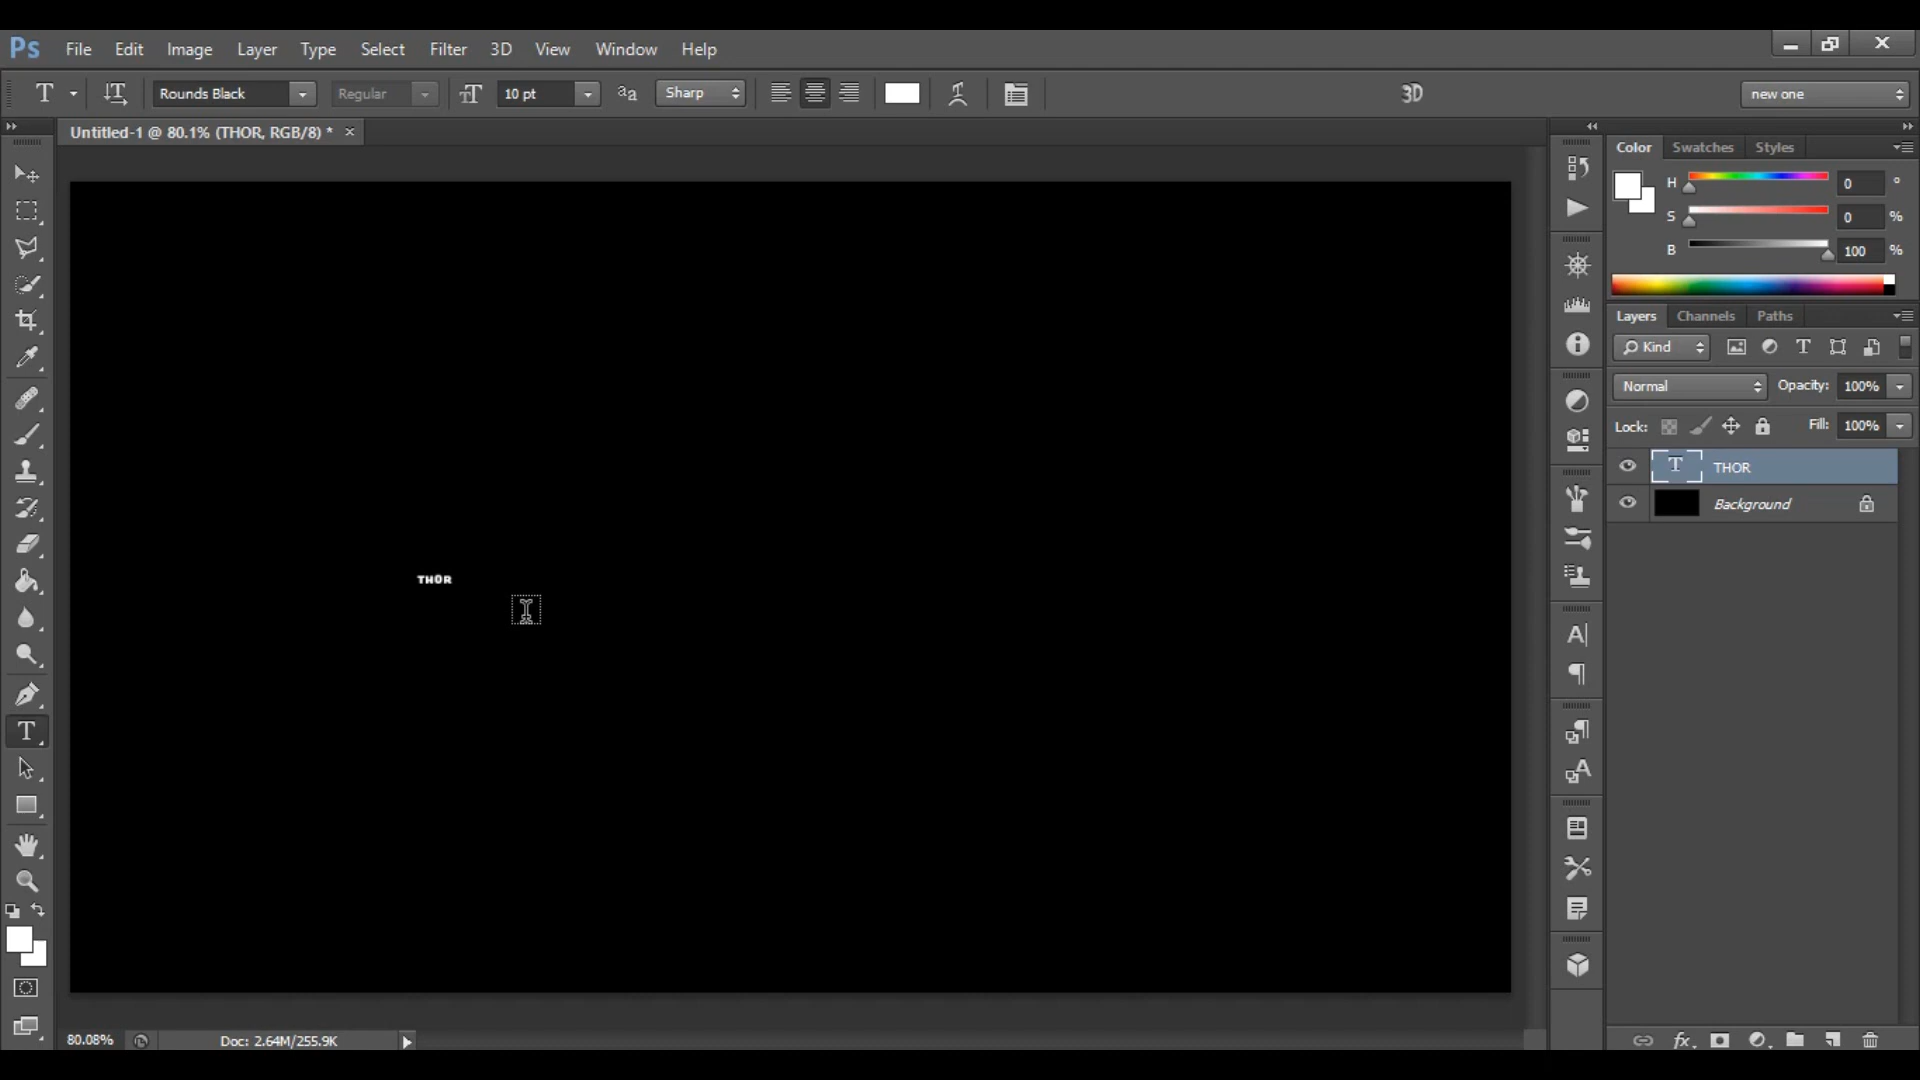 Ps File Edit Image Layer Type Select Filter 3D View Window Help
T Rounds Black Regular 10 pt Sharp 3D new one
Untitled-1 @ 80.1% (THOR, RGB/8) *
Color Swatches Styles
H 0 °
S 0 %
B 100 %
Layers Channels Paths
Kind
Normal Opacity: 100%
Lock: Fill: 100%
T THOR
Background
THOR
80.08% Doc: 2.64M/255.9K